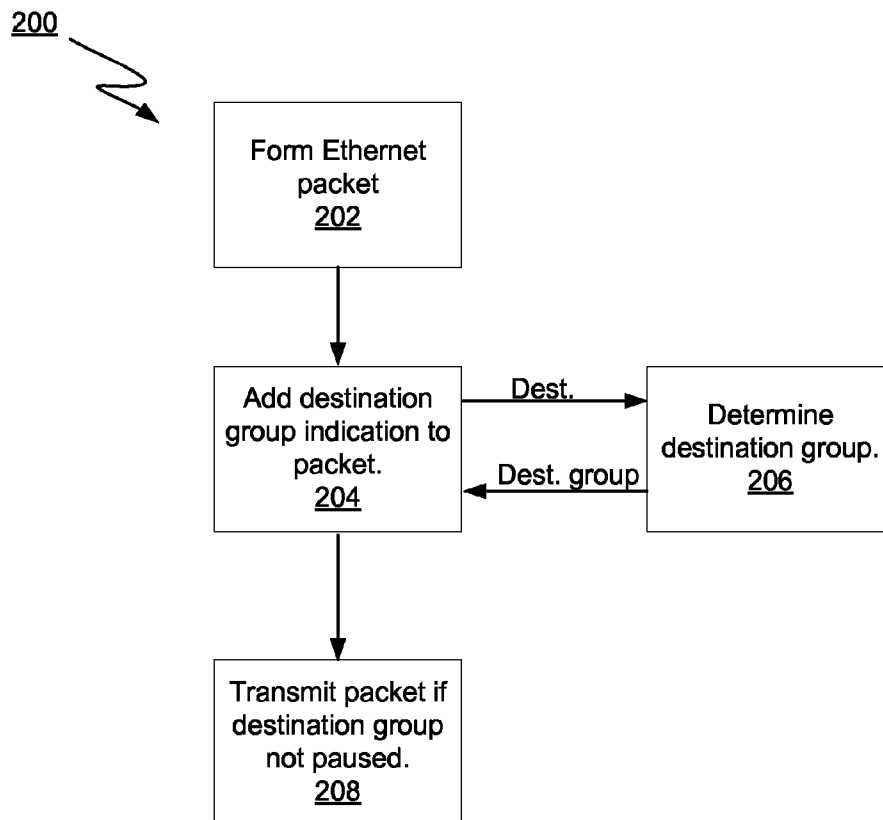 200
Form Ethernet
packet
202
Add destination
group indication to
packet.
204
Dest.
Dest. group
Determine
destination group.
206
Transmit packet if
destination group
not paused.
208